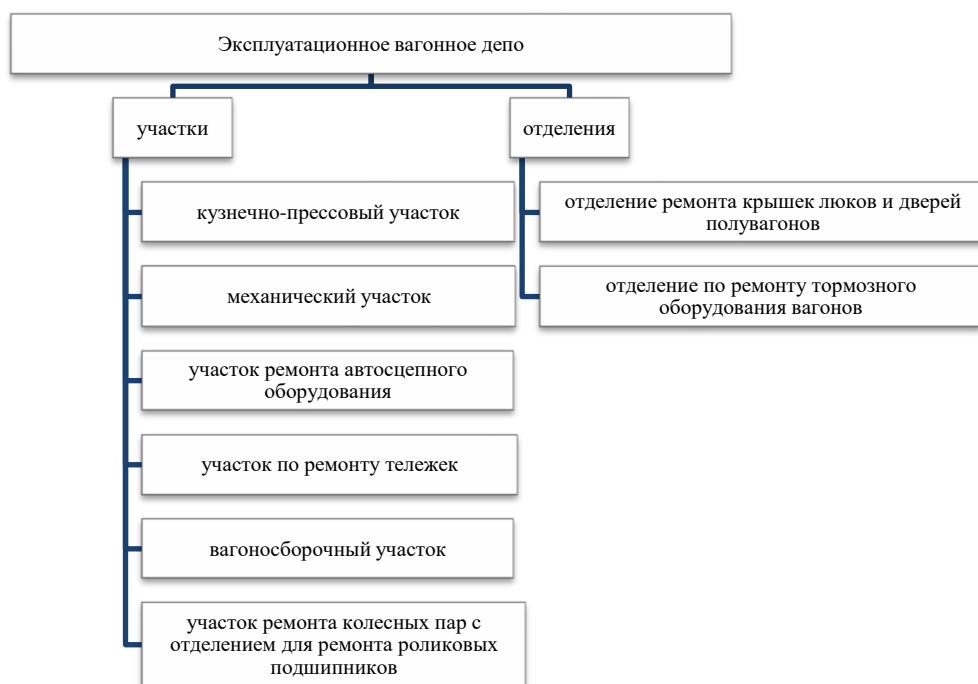 Эксплуатационное вагонное депо
участки
отделения
кузнечно-прессовый участок
механический участок
участок ремонта автосцепного
оборудования
участок по ремонту тележек
вагоносборочный участок
участок ремонта колесных пар с
отделением для ремонта роликовых
подшипников
отделение ремонта крышек люков и дверей
полувагонов
отделение по ремонту тормозного
оборудования вагонов